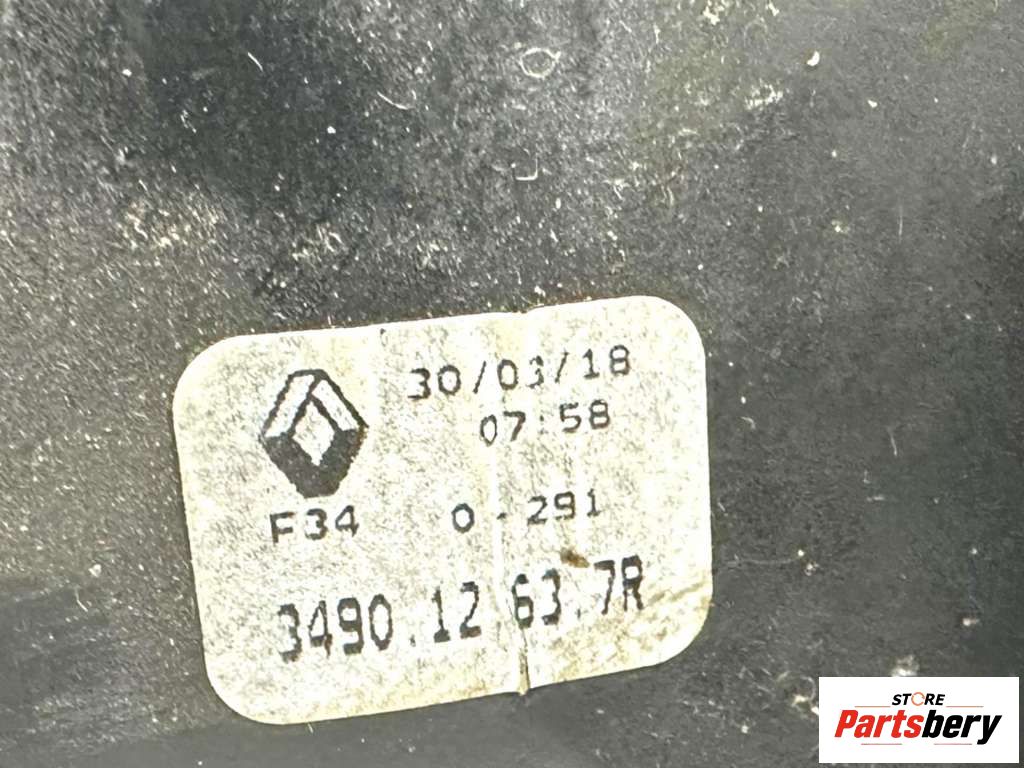 30/03/18
07:58
F34 0-291
3490.12 63.7R
STORE
Partsbery